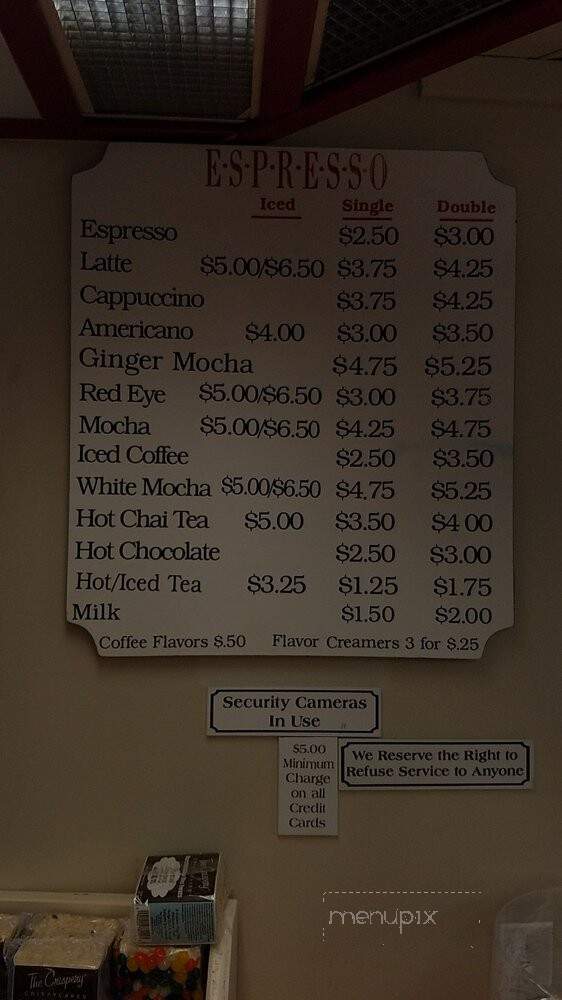 E·S·P·R·E·S·S·O
Iced Single Double
Espresso $2.50 $3.00
Latte $5.00/$6.50 $3.75 $4.25
Cappuccino $3.75 $4.25
Americano $4.00 $3.00 $3.50
Ginger Mocha $4.75 $5.25
Red Eye $5.00/$6.50 $3.00 $3.75
Mocha $5.00/$6.50 $4.25 $4.75
Iced Coffee $2.50 $3.50
White Mocha $5.00/$6.50 $4.75 $5.25
Hot Chai Tea $5.00 $3.50 $4 00
Hot Chocolate $2.50 $3.00
Hot/Iced Tea $3.25 $1.25 $1.75
Milk $1.50 $2.00
Coffee Flavors $.50 Flavor Creamers 3 for $.25
Security Cameras
In Use
$5.00
Minimum
Charge
on all
Credit
Cards
We Reserve the Right to
Refuse Service to Anyone
menupix
The Crispery